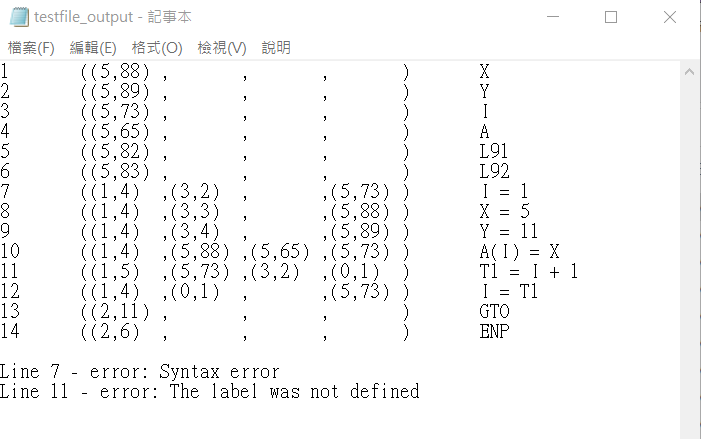 testfile_output - 記事本
檔案(F) 編輯(E) 格式(O) 檢視(V) 說明
1 ((5,88) , , , ) X
2 ((5,89) , , , ) Y
3 ((5,73) , , , ) I
4 ((5,65) , , , ) A
5 ((5,82) , , , ) L91
6 ((5,83) , , , ) L92
7 ((1,4) ,(3,2) , ,(5,73) ) I = 1
8 ((1,4) ,(3,3) , ,(5,88) ) X = 5
9 ((1,4) ,(3,4) , ,(5,89) ) Y = 11
10 ((1,4) ,(5,88) ,(5,65) ,(5,73) ) A(I) = X
11 ((1,5) ,(5,73) ,(3,2) ,(0,1) ) T1 = I + 1
12 ((1,4) ,(0,1) , ,(5,73) ) I = T1
13 ((2,11) , , , ) GTO
14 ((2,6) , , , ) ENP
Line 7 - error: Syntax error
Line 11 - error: The label was not defined